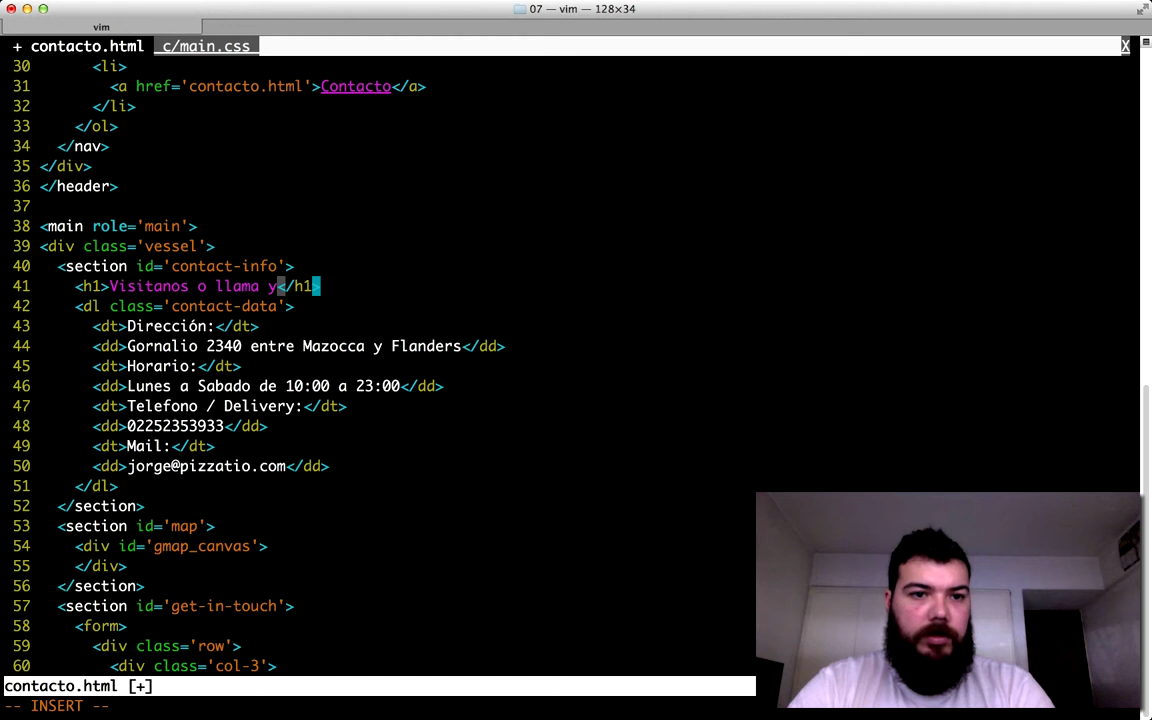 07 — vim — 128×34
vim
+ contacto.html  c/main.css  X
30       <li>
31         <a href='contacto.html'>Contacto</a>
32       </li>
33     </ol>
34   </nav>
35 </div>
36 </header>
37
38 <main role='main'>
39 <div class='vessel'>
40   <section id='contact-info'>
41     <h1>Visitanos o llama y</h1>
42     <dl class='contact-data'>
43       <dt>Dirección:</dt>
44       <dd>Gornalio 2340 entre Mazocca y Flanders</dd>
45       <dt>Horario:</dt>
46       <dd>Lunes a Sabado de 10:00 a 23:00</dd>
47       <dt>Telefono / Delivery:</dt>
48       <dd>02252353933</dd>
49       <dt>Mail:</dt>
50       <dd>jorge@pizzatio.com</dd>
51     </dl>
52   </section>
53   <section id='map'>
54     <div id='gmap_canvas'>
55     </div>
56   </section>
57   <section id='get-in-touch'>
58     <form>
59       <div class='row'>
60         <div class='col-3'>
contacto.html [+]
-- INSERT --